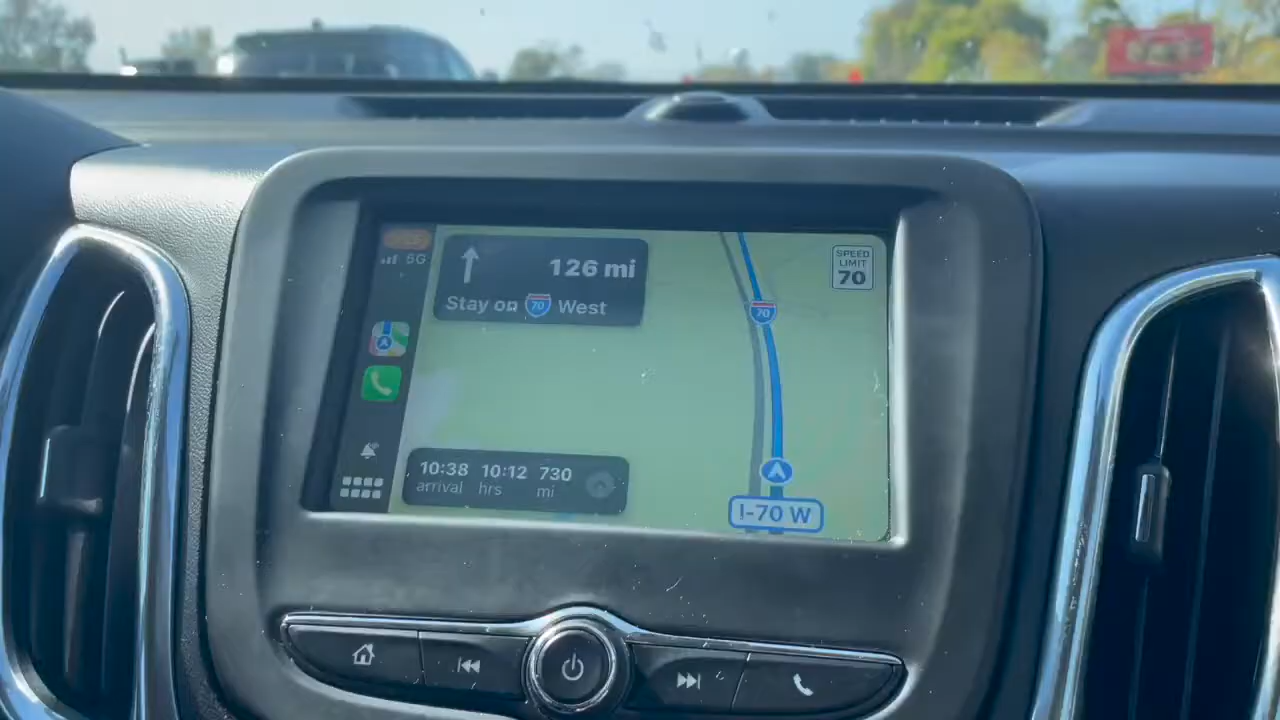 5G
126 mi
Stay on 70 West
70
SPEED
LIMIT
70
10:38 10:12 730
arrival hrs mi
I-70 W